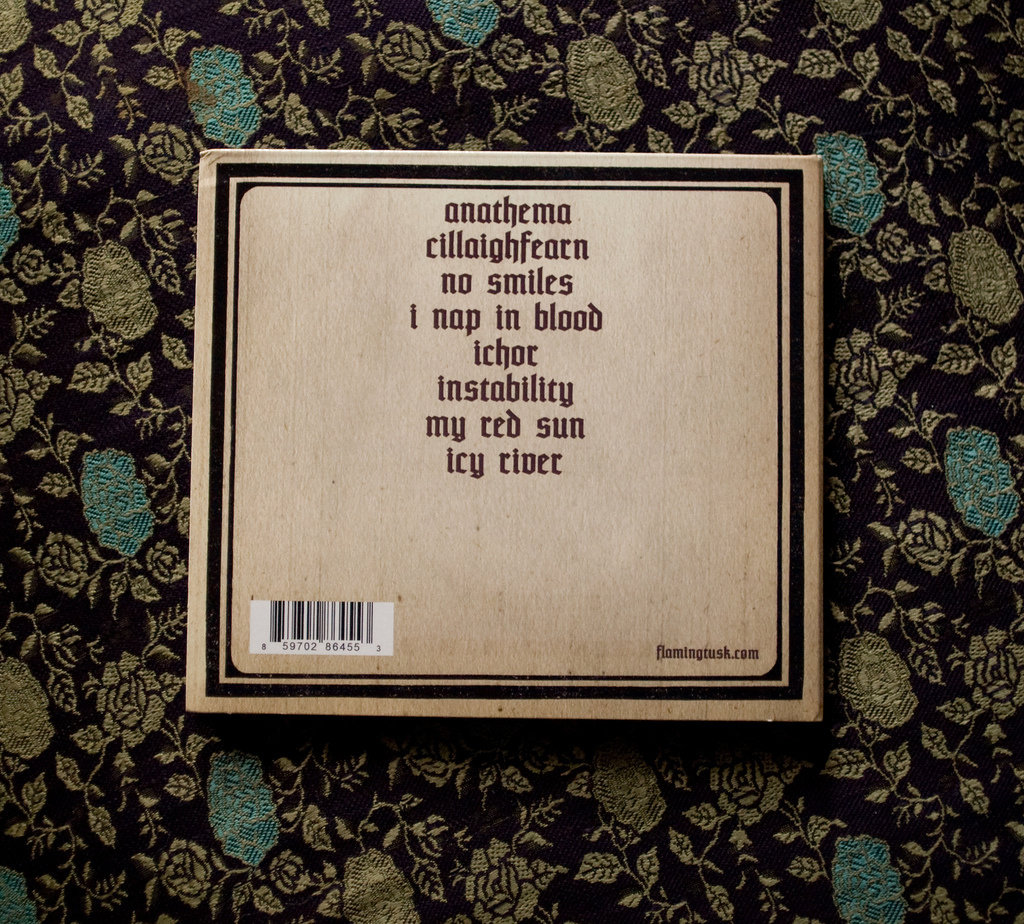 anathema
cillaighfearn
no smiles
i nap in blood
ichor
instability
my red sun
icy river
8 59702 86455 3
flamingtusk.com